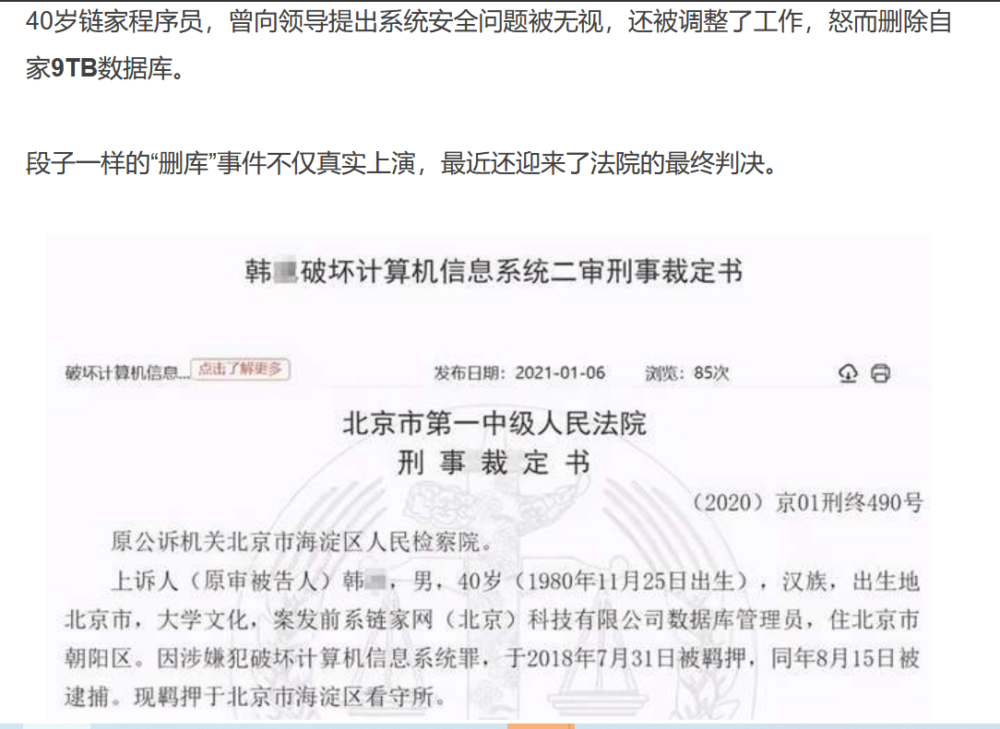 40岁链家程序员，曾向领导提出系统安全问题被无视，还被调整了工作，怒而删除自
家9TB数据库。
段子一样的“删库”事件不仅真实上演，最近还迎来了法院的最终判决。
韩破坏计算机信息系统二审刑事裁定书
破坏计算机信息... 点击了解更多 发布日期：2021-01-06 浏览：85次
北京市第一中级人民法院
刑事裁定书
（2020）京01刑终490号
原公诉机关北京市海淀区人民检察院。
上诉人（原审被告人）韩，男，40岁（1980年11月25日出生），汉族，出生地
北京市，大学文化，案发前系链家网（北京）科技有限公司数据库管理员，住北京市
朝阳区。因涉嫌犯破坏计算机信息系统罪，于2018年7月31日被羁押，同年8月15日被
逮捕。现羁押于北京市海淀区看守所。